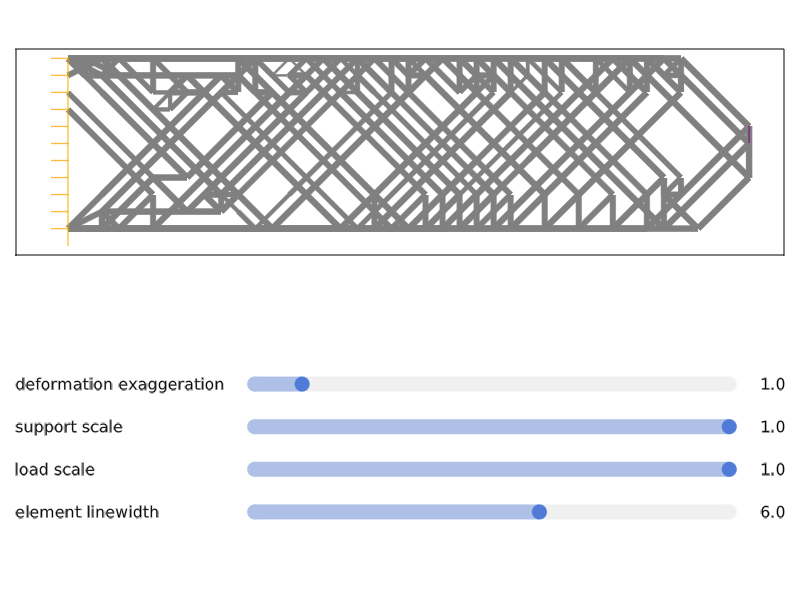 deformation exaggeration 1.0
support scale 1.0
load scale 1.0
element linewidth 6.0